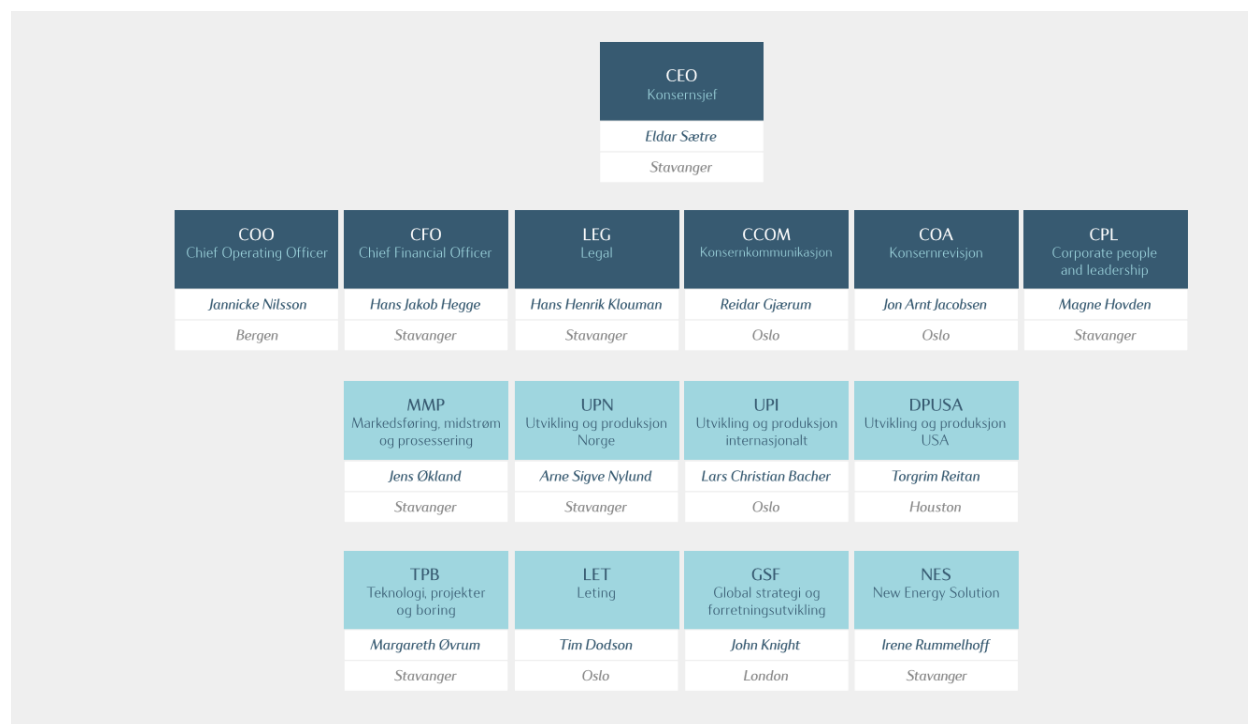 CEO
Konsernsjef
Eldar Sætre
Stavanger
COO
Chief Operating Officer
Jannicke Nilsson
Bergen
CFO
Chief Financial Officer
Hans Jakob Hegge
Stavanger
LEG
Legal
Hans Henrik Klouman
Stavanger
CCOM
Konsernkommunikasjon
Reidar Gjærum
Oslo
COA
Konsernrevisjon
Jon Arnt Jacobsen
Oslo
CPL
Corporate people
and leadership
Magne Hovden
Stavanger
MMP
Markedsføring, midstrøm
og prosessering
Jens Økland
Stavanger
UPN
Utvikling og produksjon
Norge
Arne Sigve Nylund
Stavanger
UPI
Utvikling og produksjon
internasjonalt
Lars Christian Bacher
Oslo
DPUSA
Utvikling og produksjon
USA
Torgrim Reitan
Houston
TPB
Teknologi, projekter
og boring
Margareth Øvrum
Stavanger
LET
Leting
Tim Dodson
Oslo
GSF
Global strategi og
forretningsutvikling
John Knight
London
NES
New Energy Solution
Irene Rummelhoff
Stavanger